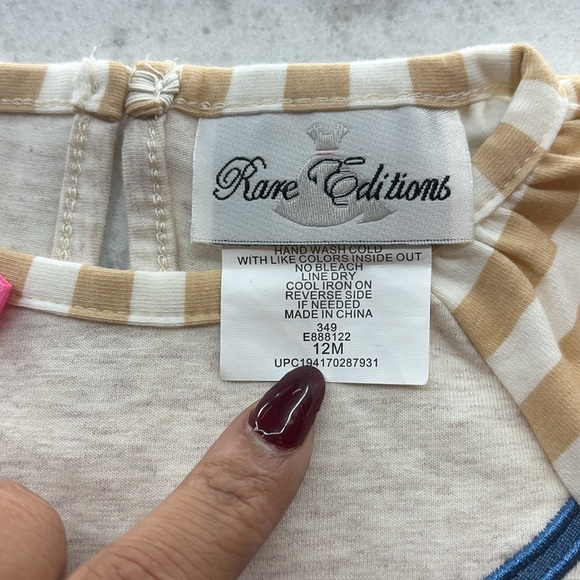 Rare Editions
HAND WASH COLD
WITH LIKE COLORS INSIDE OUT
NO BLEACH
LINE DRY
COOL IRON ON
REVERSE SIDE
IF NEEDED
MADE IN CHINA
349
E888122
12M
UPC194170287931